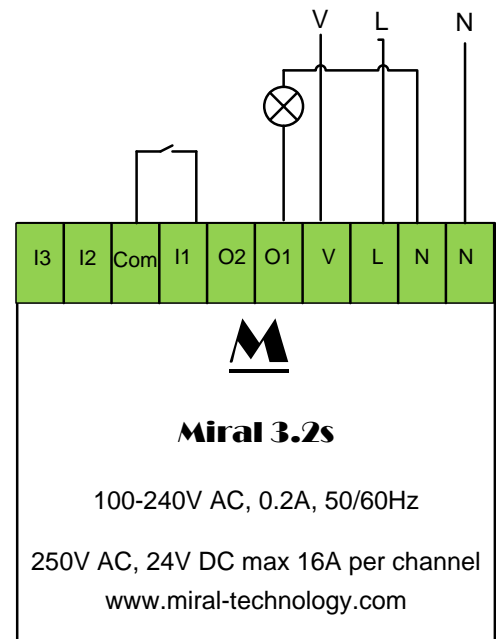 V L N
I3 I2 Com I1 O2 O1 V L N N
M
Miral 3.2s
100-240V AC, 0.2A, 50/60Hz
250V AC, 24V DC max 16A per channel
www.miral-technology.com